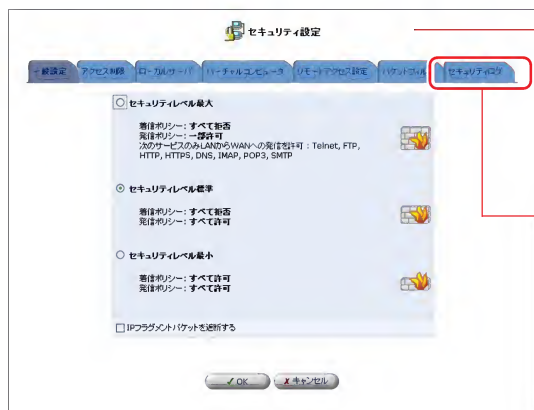 セキュリティ設定
一般設定 アクセス制御 ローカルサーバ バーチャルコンピュータ リモートアクセス設定 パケットフィル セキュリティログ
セキュリティレベル最大
着信ポリシー: すべて拒否
発信ポリシー: 一部許可
次のサービスのみLANからWANへの発信を許可 : Telnet, FTP,
HTTP, HTTPS, DNS, IMAP, POP3, SMTP
セキュリティレベル標準
着信ポリシー: すべて拒否
発信ポリシー: すべて許可
セキュリティレベル最小
着信ポリシー: すべて許可
発信ポリシー: すべて許可
IPフラグメントパケットを遮断する
OK キャンセル